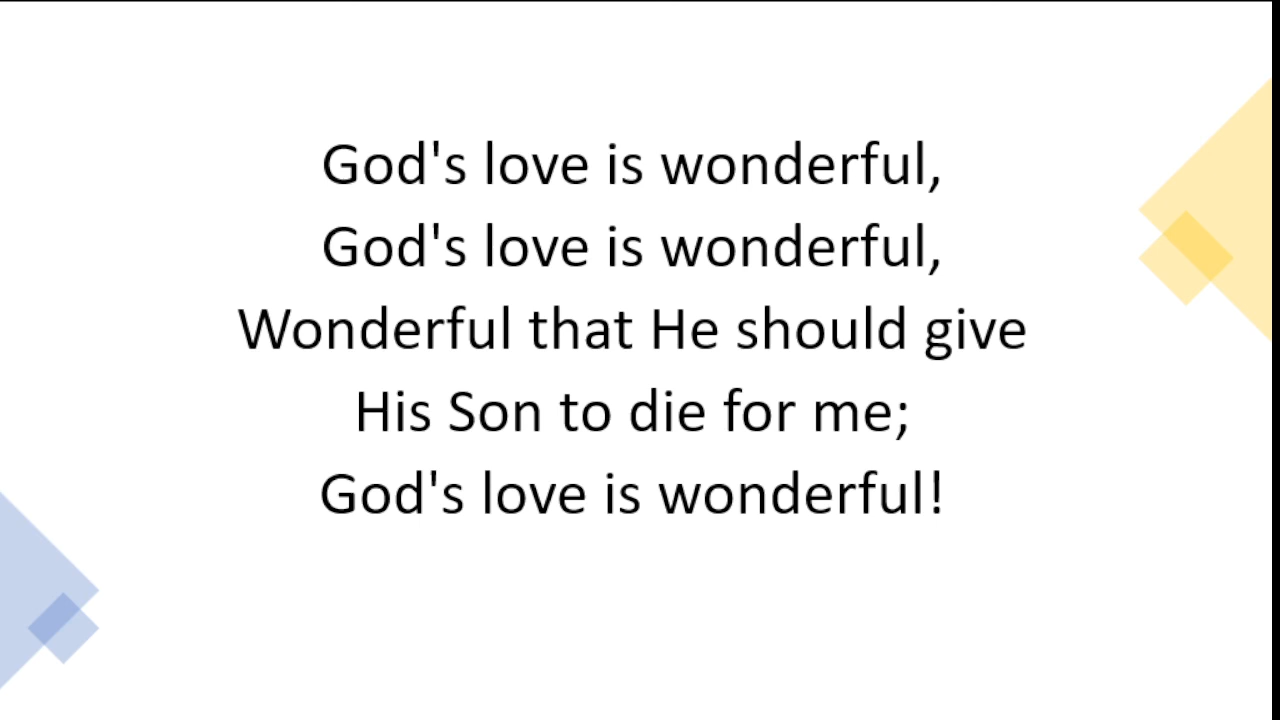 God's love is wonderful,
God's love is wonderful,
Wonderful that He should give
His Son to die for me;
God's love is wonderful!